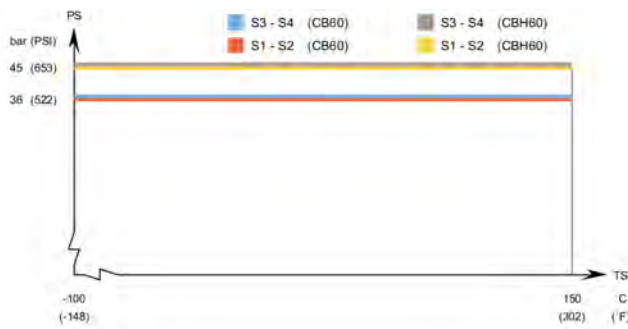 PS
S3 - S4 (CB60) S3 - S4 (CBH60)
bar (PSI) S1 - S2 (CB60) S1 - S2 (CBH60)
45 (653)
36 (522)
TS
-100 150 C
(-148) (302) (°F)